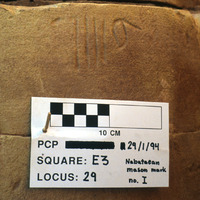 10 CM
PCP 29/1/94
SQUARE: E3
LOCUS: 29
Nabataean
mason mark
no. I